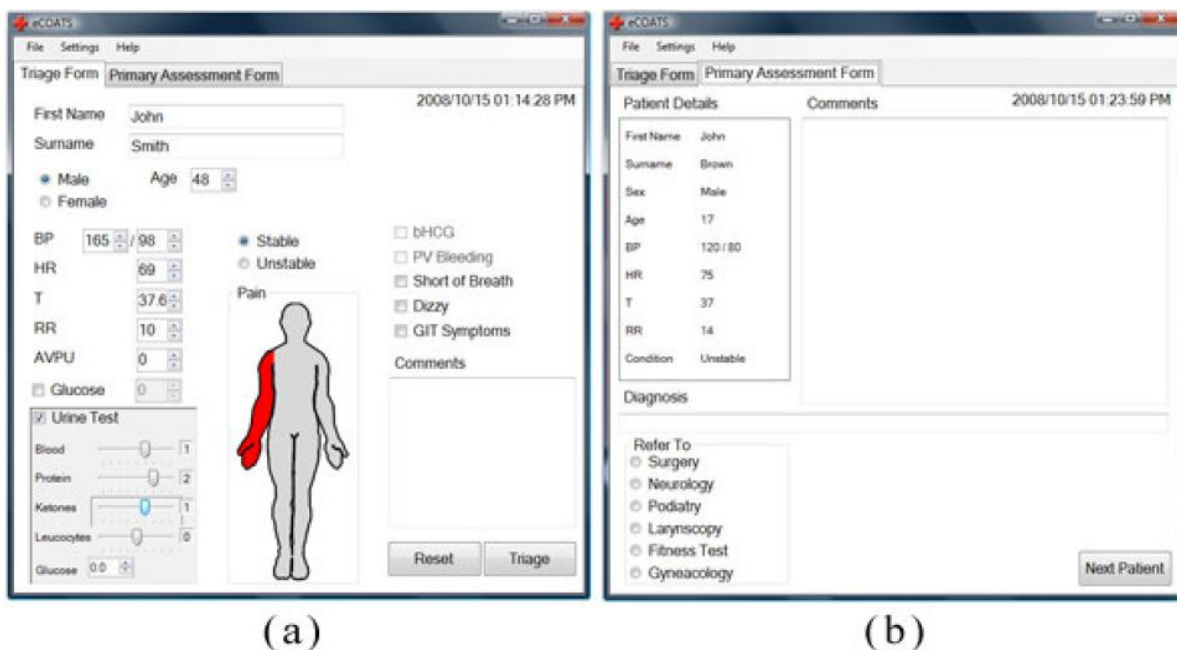 eCOATS
File Settings Help
Triage Form Primary Assessment Form
2008/10/15 01:14:28 PM
First Name John
Surname Smith
Male Age 48
Female
BP 165 / 98
HR 69
T 37.6
RR 10
AVPU 0
Glucose 0
Urine Test
Blood 1
Protein 2
Ketones 1
Leucocytes 0
Glucose 0.0
Stable
Unstable
Pain
bHCG
PV Bleeding
Short of Breath
Dizzy
GIT Symptoms
Comments
Reset Triage
(a)
eCOATS
File Settings Help
Triage Form Primary Assessment Form
Patient Details Comments 2008/10/15 01:23:59 PM
First Name John
Surname Brown
Sex Male
Age 17
BP 120 / 80
HR 75
T 37
RR 14
Condition Unstable
Diagnosis
Refer To
Surgery
Neurology
Podiatry
Larynscopy
Fitness Test
Gyneacology
Next Patient
(b)